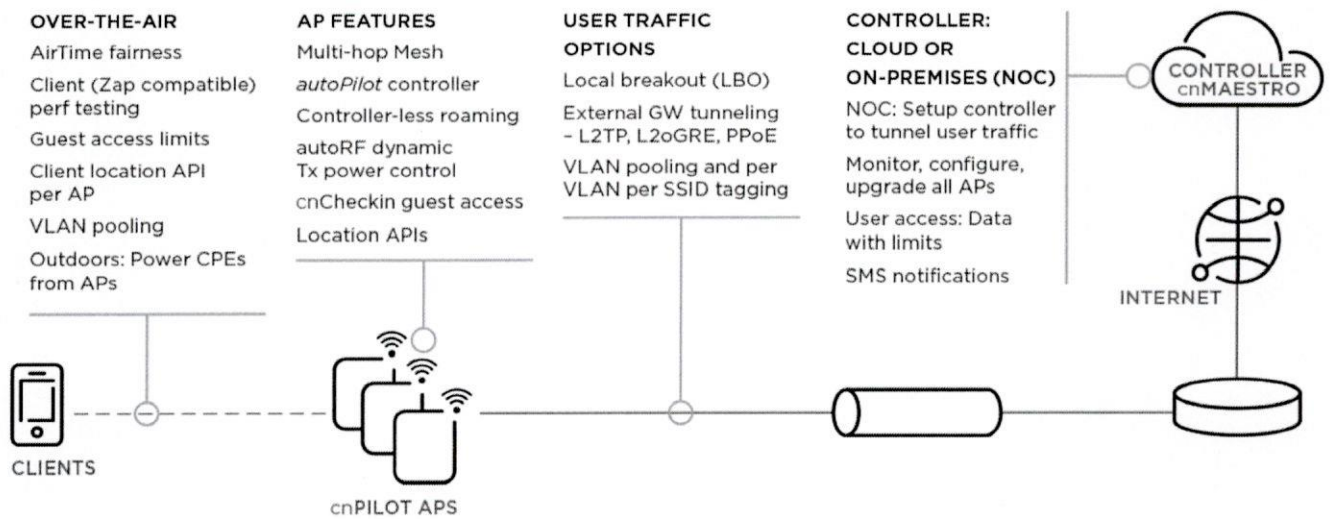 OVER-THE-AIR
AirTime fairness
Client (Zap compatible)
perf testing
Guest access limits
Client location API
per AP
VLAN pooling
Outdoors: Power CPEs
from APs
AP FEATURES
Multi-hop Mesh
autoPilot controller
Controller-less roaming
autoRF dynamic
Tx power control
cnCheckin guest access
Location APIs
USER TRAFFIC
OPTIONS
Local breakout (LBO)
External GW tunneling
– L2TP, L2oGRE, PPoE
VLAN pooling and per
VLAN per SSID tagging
CONTROLLER:
CLOUD OR
ON-PREMISES (NOC)
NOC: Setup controller
to tunnel user traffic
Monitor, configure,
upgrade all APs
User access: Data
with limits
SMS notifications
CONTROLLER
cnMAESTRO
INTERNET
CLIENTS
cnPILOT APS